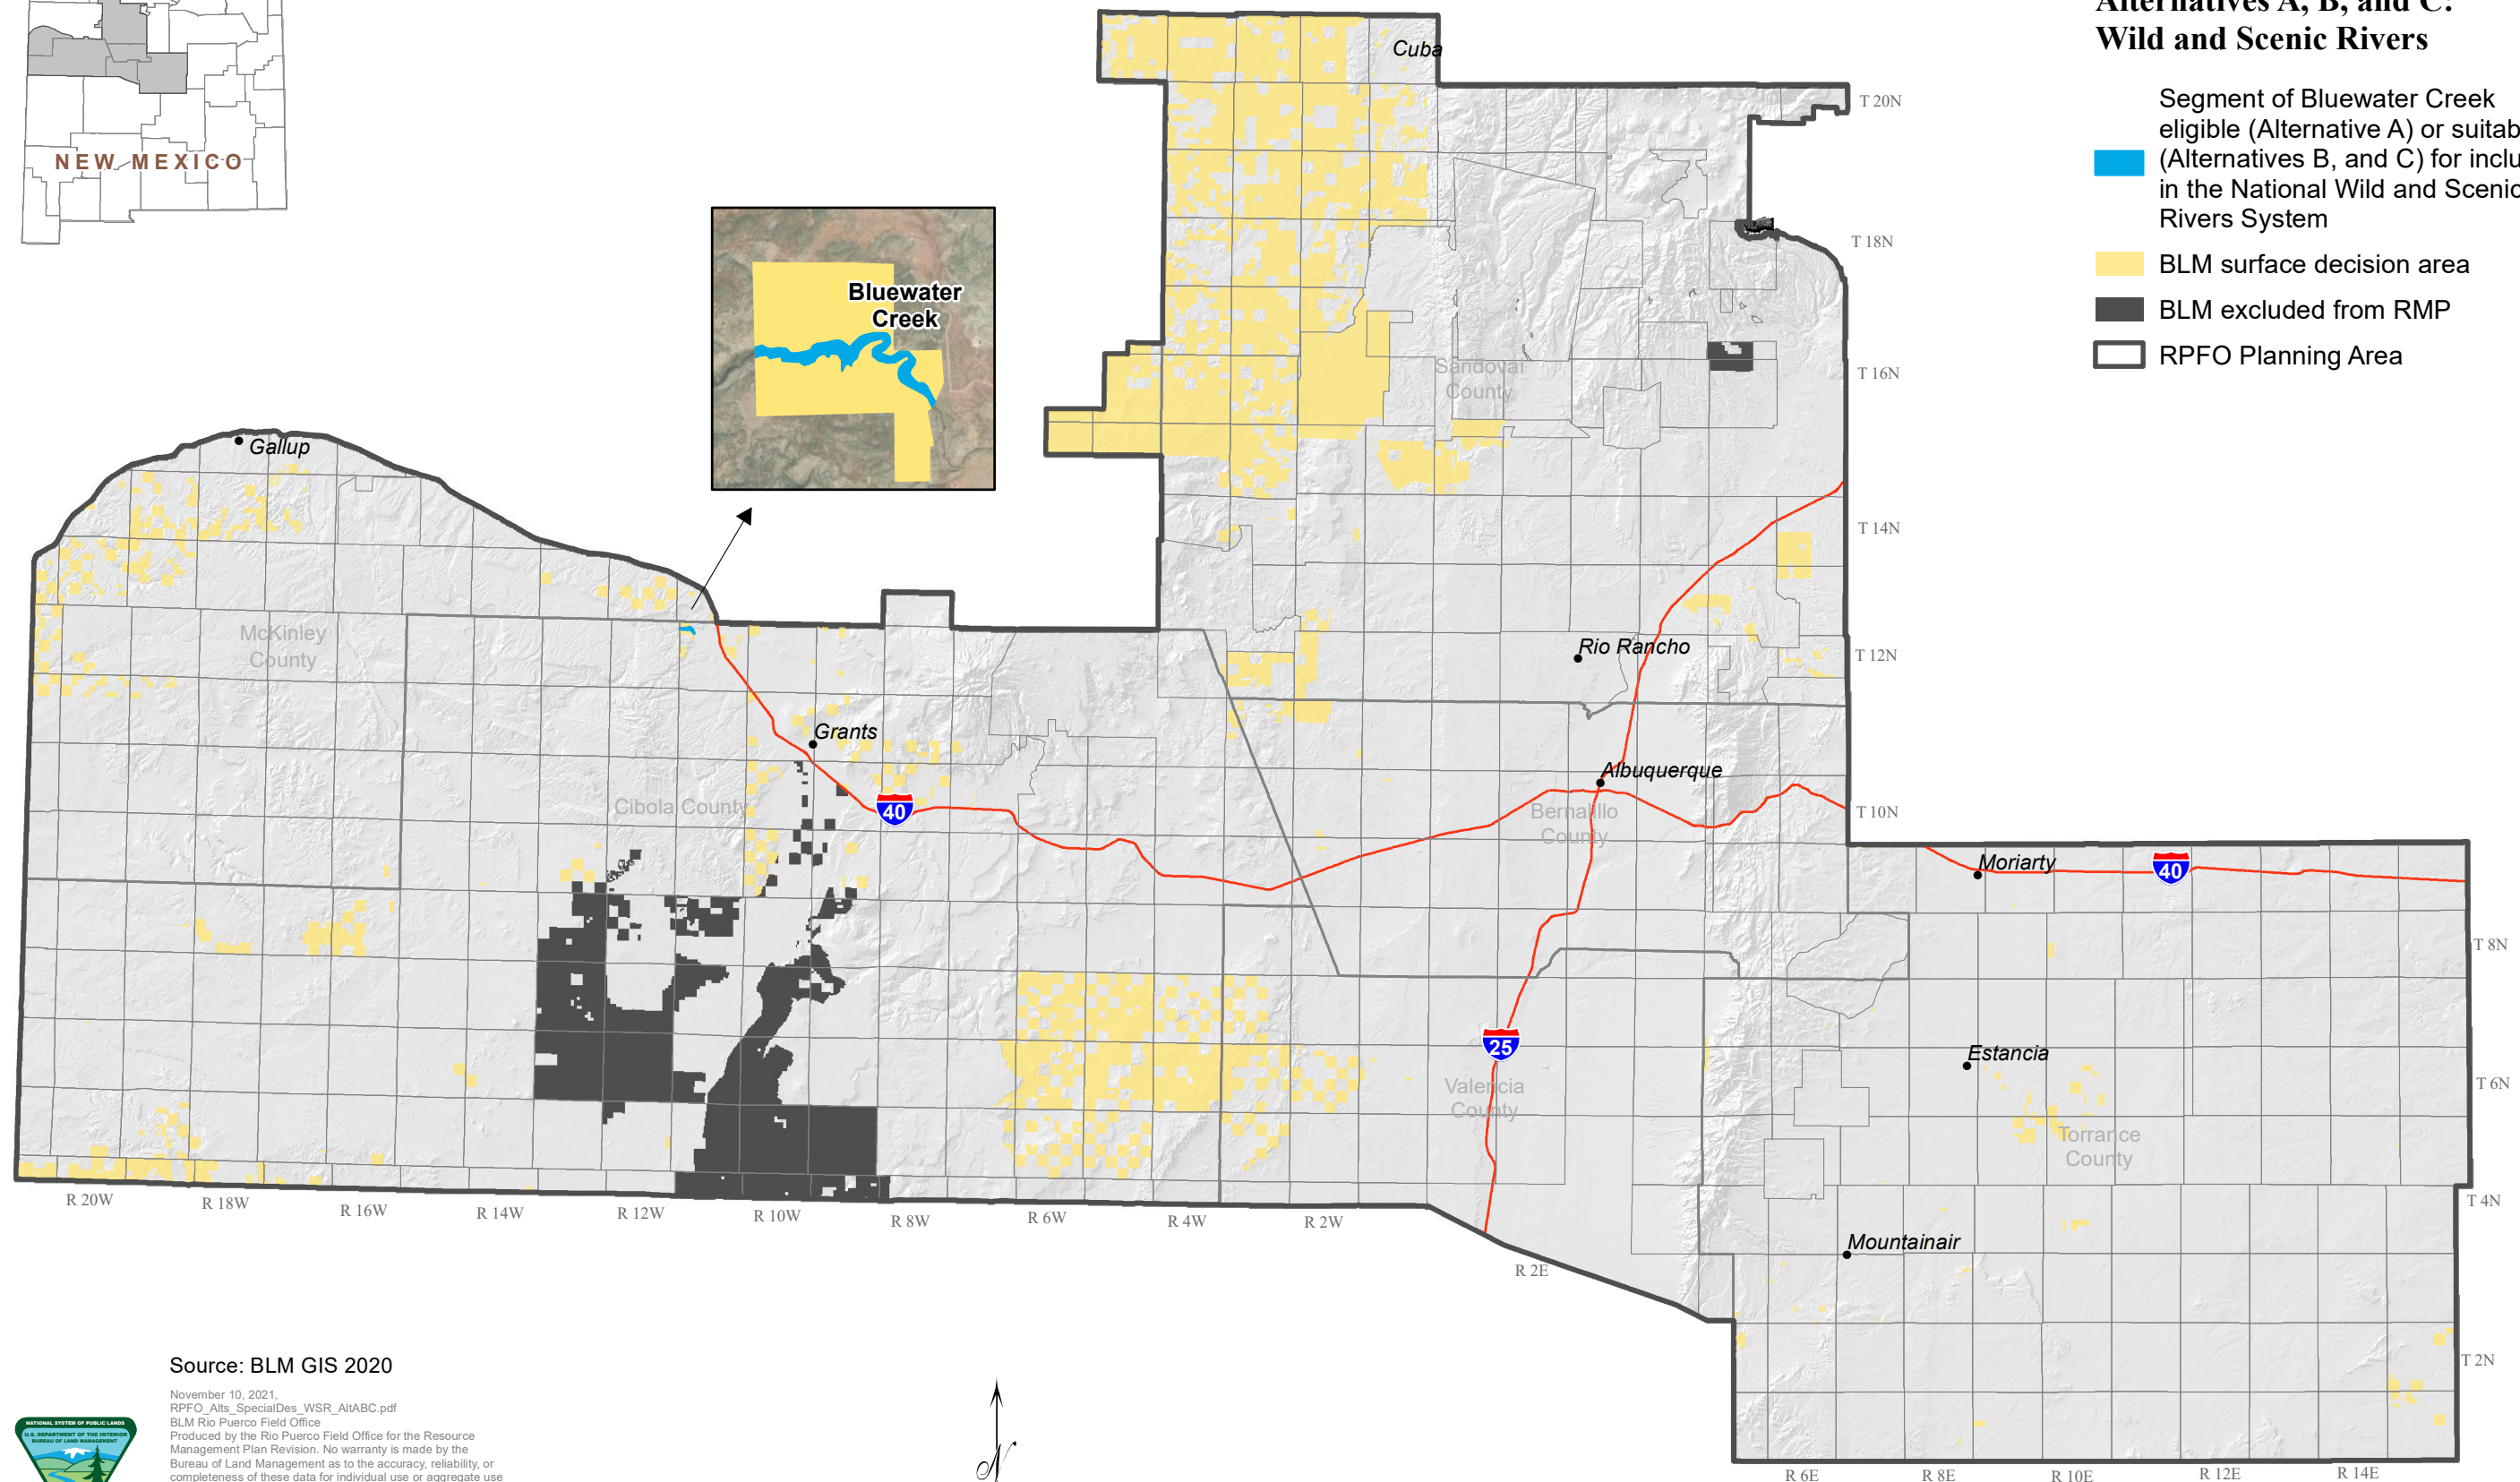 Alternatives A, B, and C:
Wild and Scenic Rivers
Segment of Bluewater Creek
eligible (Alternative A) or
(Alternatives B, and C) for
in the National Wild and Scenic
Rivers System
BLM surface decision area
BLM excluded from RMP
RPFO Planning Area
NEW MEXICO
Cuba
T 20N
T 18N
T 16N
T 14N
T 12N
T 10N
T 8N
T 6N
T 4N
T 2N
Bluewater
Creek
Sandoval
County
Gallup
McKinley
County
Rio Rancho
Grants
Albuquerque
Cibola County
40
Bernalillo
County
Moriarty
40
25
Estancia
Valencia
County
Torrance
County
Mountainair
R 20W
R 18W
R 16W
R 14W
R 12W
R 10W
R 8W
R 6W
R 4W
R 2W
R 2E
R 6E
R 8E
R 10E
R 12E
R 14E
Source: BLM GIS 2020
November 10, 2021,
RPFO_Alts_SpecialDes_WSR_AltABC.pdf
BLM Rio Puerco Field Office
Produced by the Rio Puerco Field Office for the Resource
Management Plan Revision. No warranty is made by the
Bureau of Land Management as to the accuracy, reliability, or
completeness of these data for individual use or aggregate use
NATIONAL SYSTEM OF PUBLIC LANDS
U.S. DEPARTMENT OF THE INTERIOR
BUREAU OF LAND MANAGEMENT
N